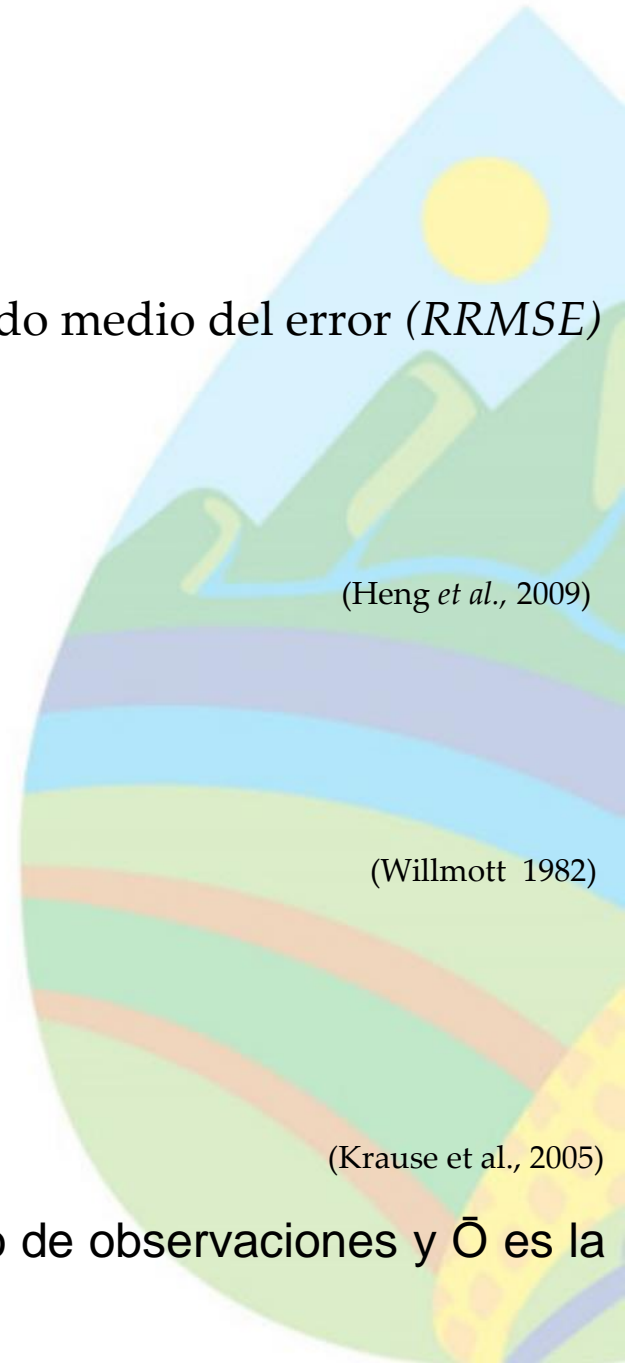 do medio del error (RRMSE)
(Heng et al., 2009)
(Willmott 1982)
(Krause et al., 2005)
o de observaciones y Ō es la